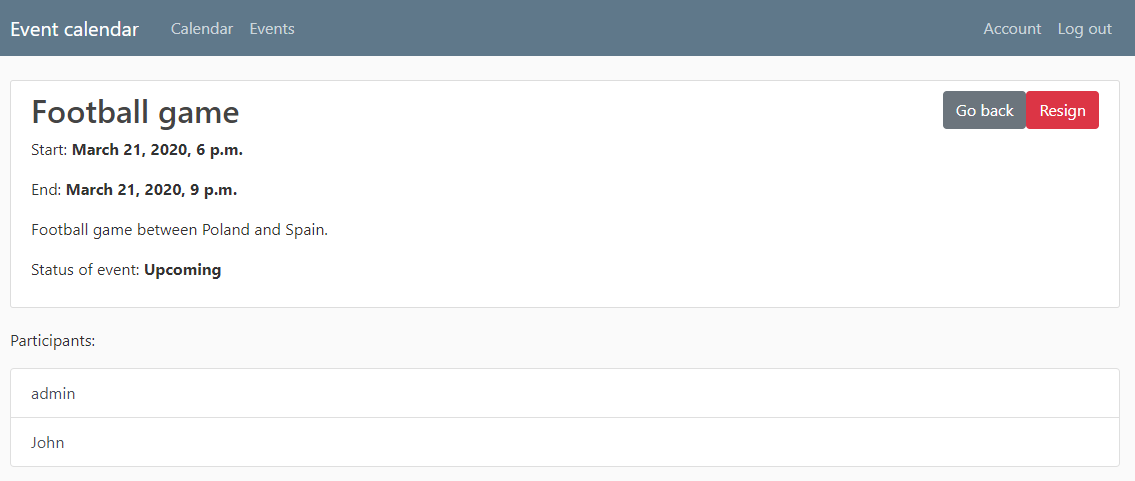 Event calendar Calendar Events Account Log out
Football game Go back Resign
Start: March 21, 2020, 6 p.m.
End: March 21, 2020, 9 p.m.
Football game between Poland and Spain.
Status of event: Upcoming
Participants:
admin
John